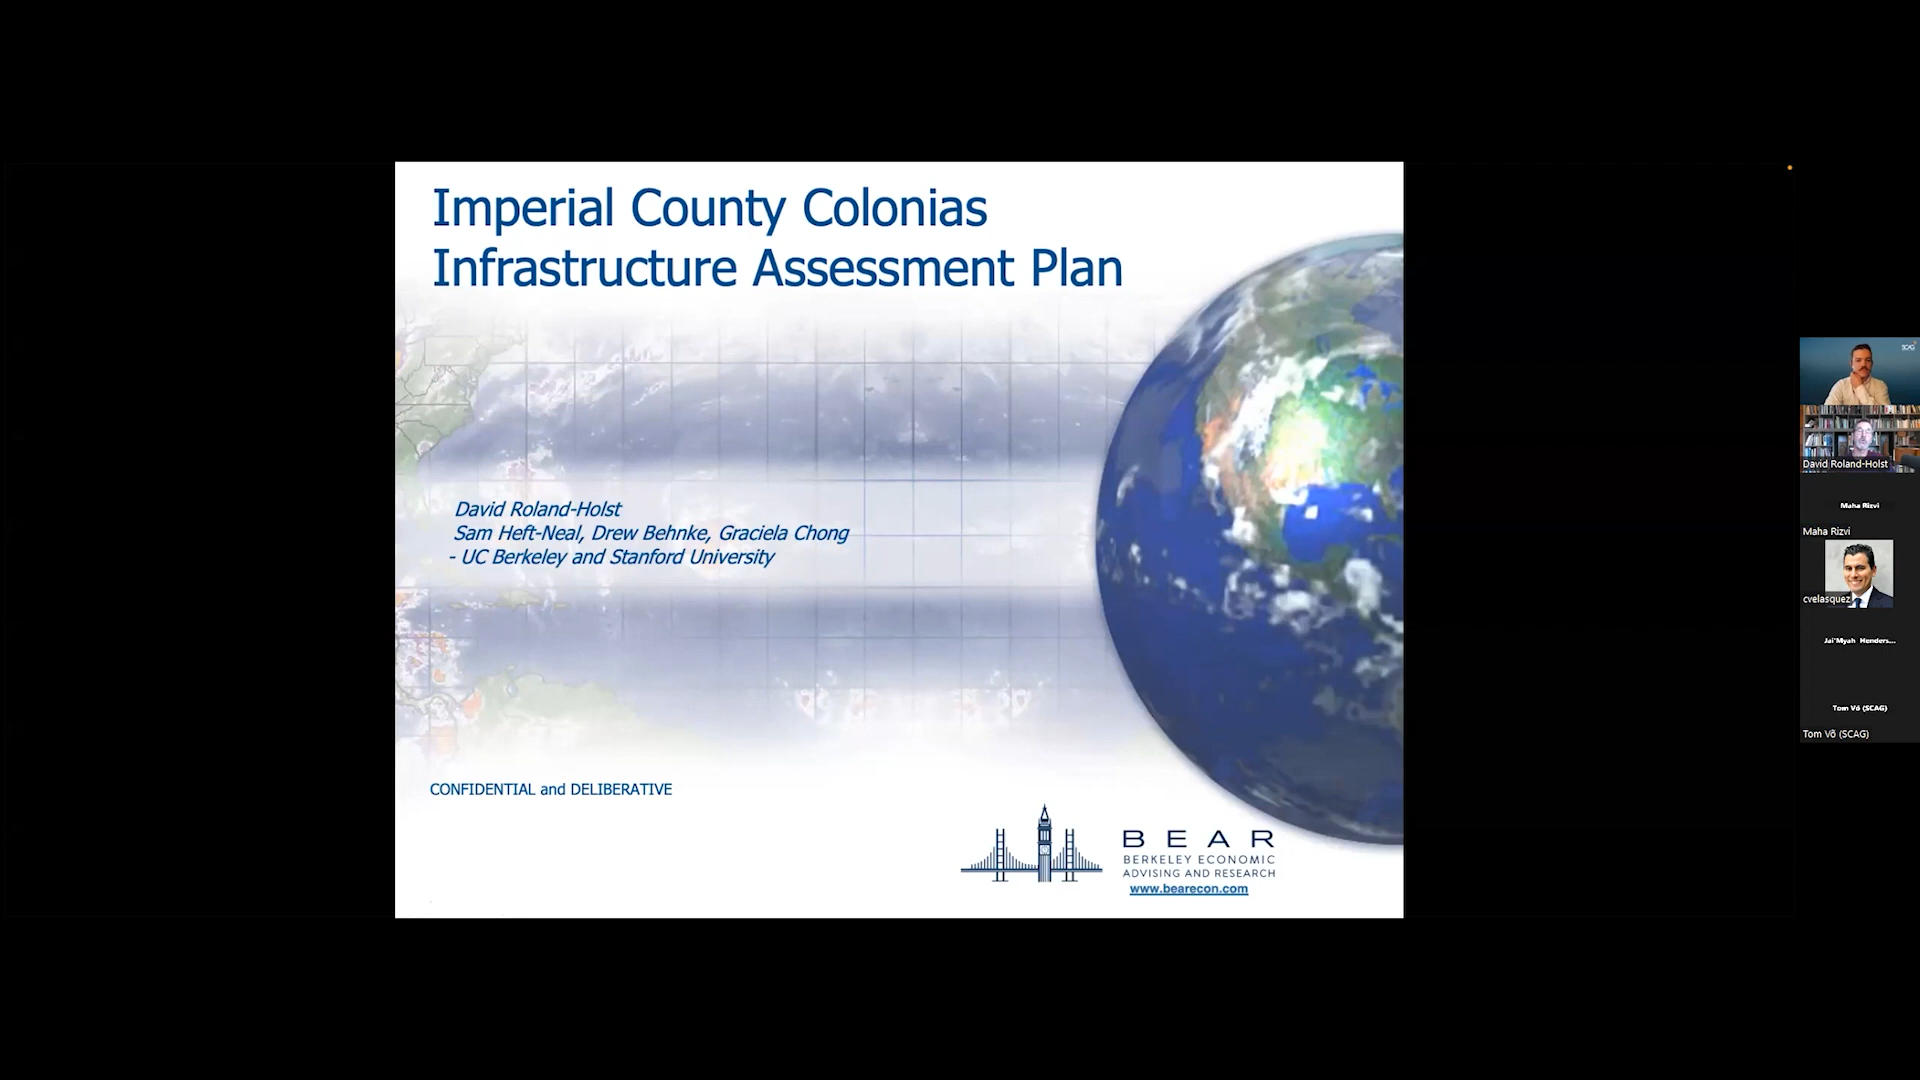 Imperial County Colonias
Infrastructure Assessment Plan
David Roland-Holst
Sam Heft-Neal, Drew Behnke, Graciela Chong
- UC Berkeley and Stanford University
CONFIDENTIAL and DELIBERATIVE
BEAR
BERKELEY ECONOMIC
ADVISING AND RESEARCH
www.bearecon.com
SCAG
David Roland-Holst
Maha Rizvi
Maha Rizvi
cvelasquez
Jai'Myah Henders...
Tom Võ (SCAG)
Tom Võ (SCAG)